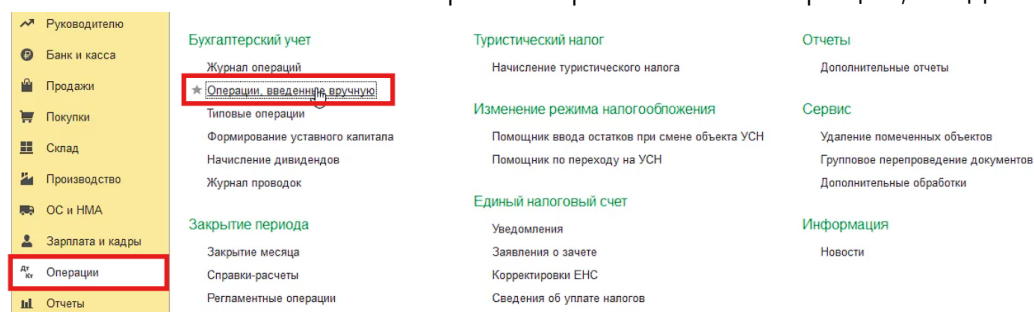 Руководителю
Банк и касса
Продажи
Покупки
Склад
Производство
ОС и НМА
Зарплата и кадры
Дт Кт Операции
Отчеты
Бухгалтерский учет
Журнал операций
Операции, введенные вручную
Типовые операции
Формирование уставного капитала
Начисление дивидендов
Журнал проводок
Закрытие периода
Закрытие месяца
Справки-расчеты
Регламентные операции
Туристический налог
Начисление туристического налога
Изменение режима налогообложения
Помощник ввода остатков при смене объекта УСН
Помощник по переходу на УСН
Единый налоговый счет
Уведомления
Заявления о зачете
Корректировки ЕНС
Сведения об уплате налогов
Отчеты
Дополнительные отчеты
Сервис
Удаление помеченных объектов
Групповое перепроведение документов
Дополнительные обработки
Информация
Новости